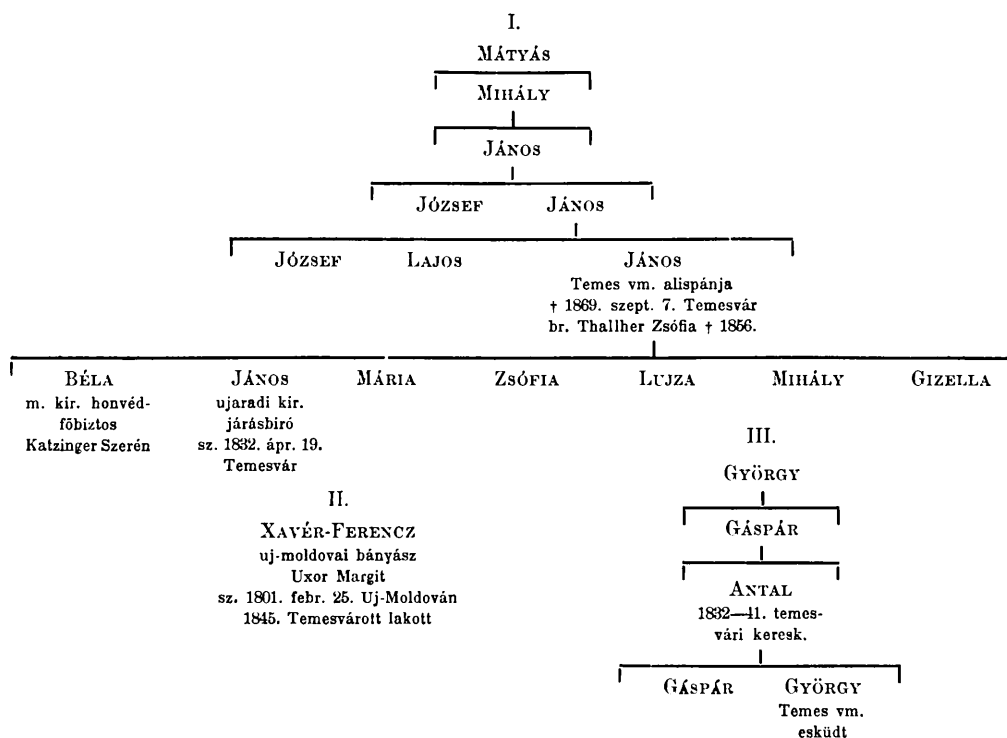 I.
MÁTYÁS
MIHÁLY
JÁNOS
JÓZSEF JÁNOS
JÓZSEF LAJOS JÁNOS
Temes vm. alispánja
† 1869. szept. 7. Temesvár
br. Thallher Zsófia † 1856.
BÉLA JÁNOS MÁRIA ZSÓFIA LUJZA MIHÁLY GIZELLA
m. kir. honvéd-
főbiztos
Katzinger Szerén
ujaradi kir.
járásbiró
sz. 1832. ápr. 19.
Temesvár
II.
XAVÉR-FERENCZ
uj-moldovai bányász
Uxor Margit
sz. 1801. febr. 25. Uj-Moldován
1845. Temesvárott lakott
III.
GYÖRGY
GÁSPÁR
ANTAL
1832—41. temes-
vári keresk.
GÁSPÁR GYÖRGY
Temes vm.
esküdt